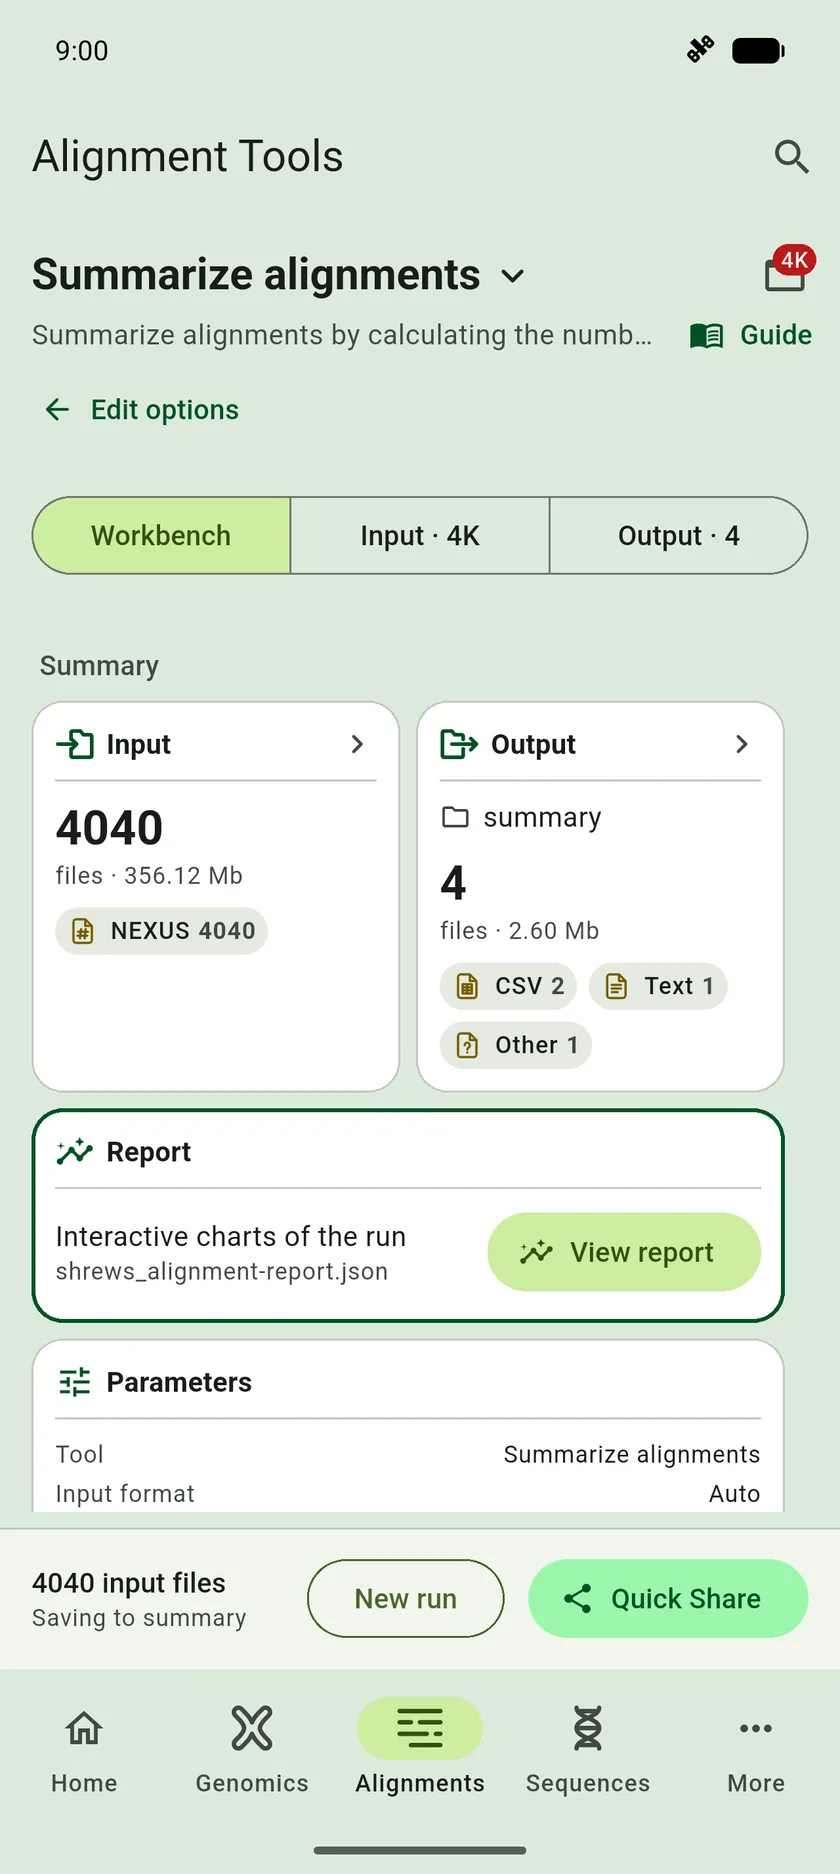 9:00
Alignment Tools
Summarize alignments
4K
Summarize alignments by calculating the numb...
Guide
Edit options
Workbench
Input · 4K
Output · 4
Summary
Input
4040
files · 356.12 Mb
NEXUS 4040
Output
summary
4
files · 2.60 Mb
CSV 2
Text 1
Other 1
Report
Interactive charts of the run
shrews_alignment-report.json
View report
Parameters
Tool
Summarize alignments
Input format
Auto
4040 input files
Saving to summary
New run
Quick Share
Home
Genomics
Alignments
Sequences
More